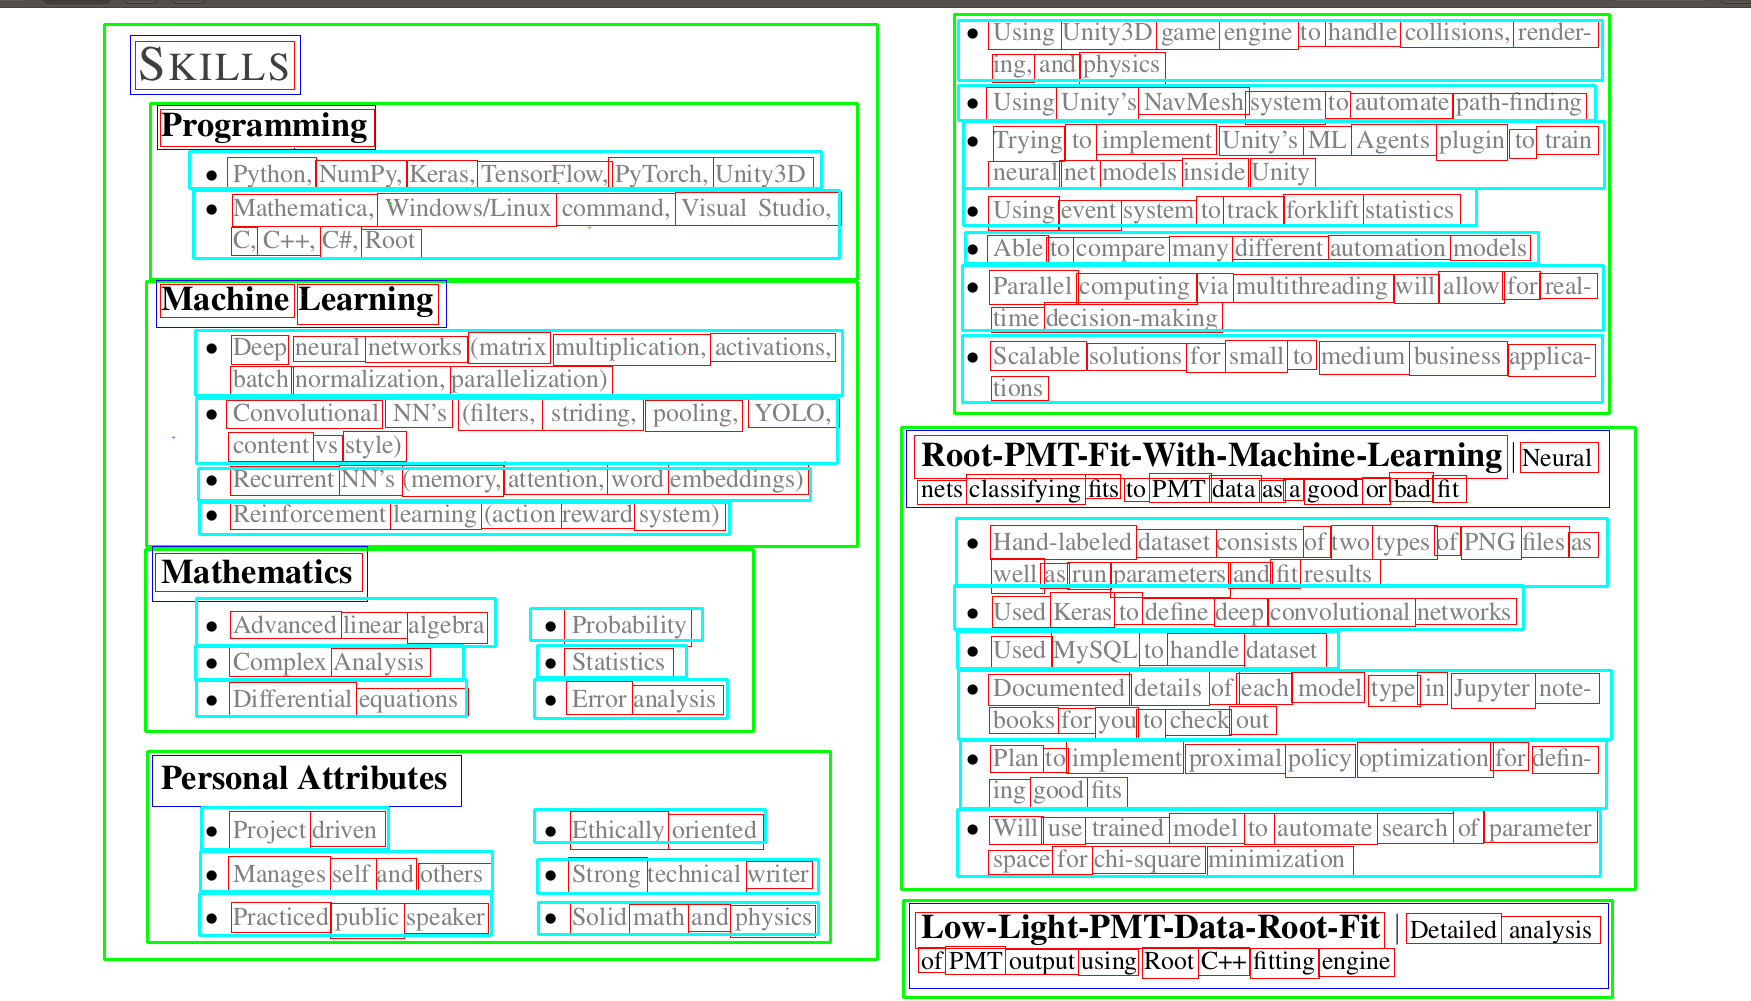 SKILLS
Programming
• Python, NumPy, Keras, TensorFlow, PyTorch, Unity3D
• Mathematica, Windows/Linux command, Visual Studio,
C, C++, C#, Root
Machine Learning
• Deep neural networks (matrix multiplication, activations,
batch normalization, parallelization)
• Convolutional NN's (filters, striding, pooling, YOLO,
content vs style)
• Recurrent NN's (memory, attention, word embeddings)
• Reinforcement learning (action reward system)
Mathematics
• Advanced linear algebra
• Complex Analysis
• Differential equations
• Probability
• Statistics
• Error analysis
Personal Attributes
• Project driven
• Manages self and others
• Practiced public speaker
• Ethically oriented
• Strong technical writer
• Solid math and physics
• Using Unity3D game engine to handle collisions, render-
ing, and physics
• Using Unity's NavMesh system to automate path-finding
• Trying to implement Unity's ML Agents plugin to train
neural net models inside Unity
• Using event system to track forklift statistics
• Able to compare many different automation models
• Parallel computing via multithreading will allow for real-
time decision-making
• Scalable solutions for small to medium business applica-
tions
Root-PMT-Fit-With-Machine-Learning | Neural
nets classifying fits to PMT data as a good or bad fit
• Hand-labeled dataset consists of two types of PNG files as
well as run parameters and fit results
• Used Keras to define deep convolutional networks
• Used MySQL to handle dataset
• Documented details of each model type in Jupyter note-
books for you to check out
• Plan to implement proximal policy optimization for defin-
ing good fits
• Will use trained model to automate search of parameter
space for chi-square minimization
Low-Light-PMT-Data-Root-Fit | Detailed analysis
of PMT output using Root C++ fitting engine